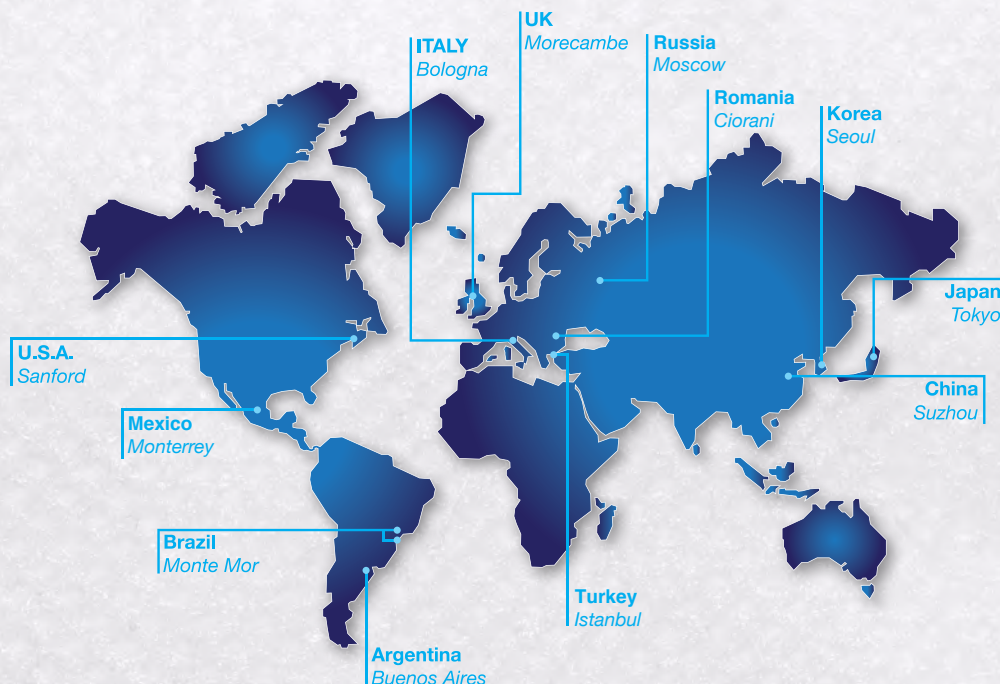 UK
Morecambe
ITALY
Bologna
Russia
Moscow
Romania
Ciorani
Korea
Seoul
Japan
Tokyo
U.S.A.
Sanford
China
Suzhou
Mexico
Monterrey
Brazil
Monte Mor
Turkey
Istanbul
Argentina
Buenos Aires